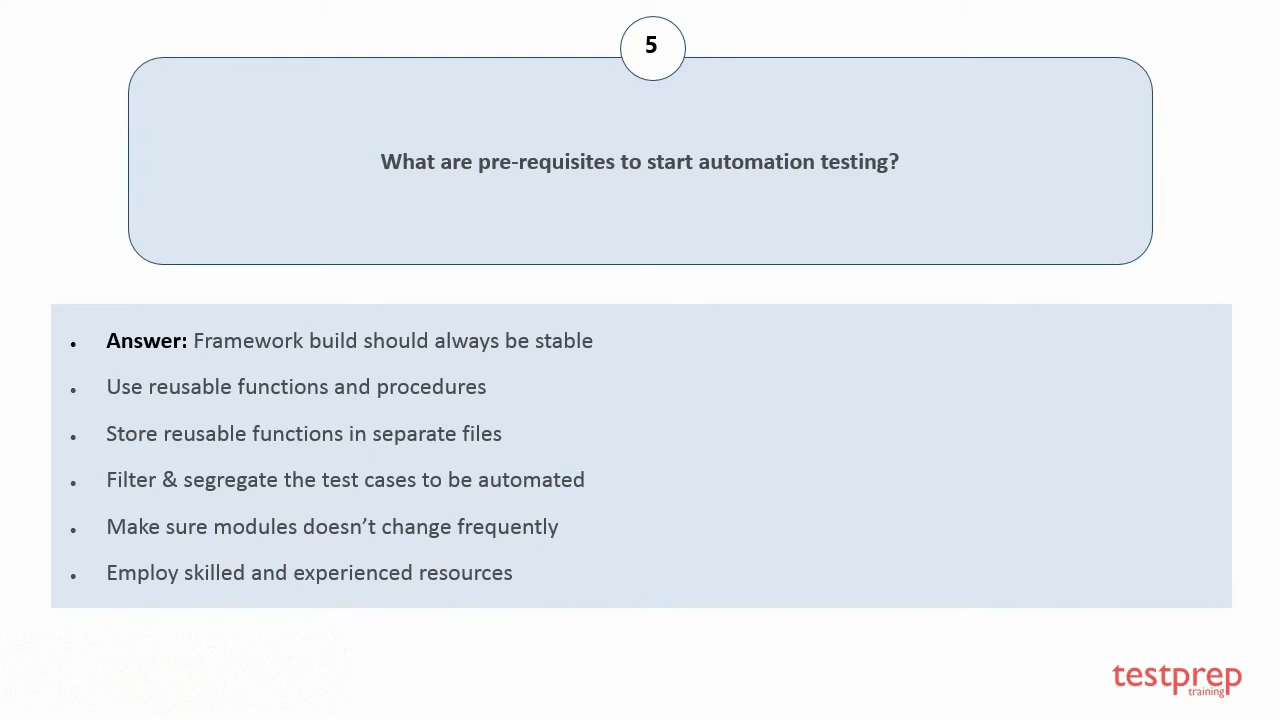 5
What are pre-requisites to start automation testing?
• Answer: Framework build should always be stable
• Use reusable functions and procedures
• Store reusable functions in separate files
• Filter & segregate the test cases to be automated
• Make sure modules doesn’t change frequently
• Employ skilled and experienced resources
testprep
training